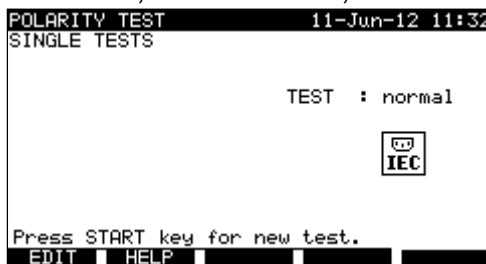 POLARITY TEST 11-Jun-12 11:32
SINGLE TESTS
TEST : normal
IEC
Press START key for new test.
EDIT HELP